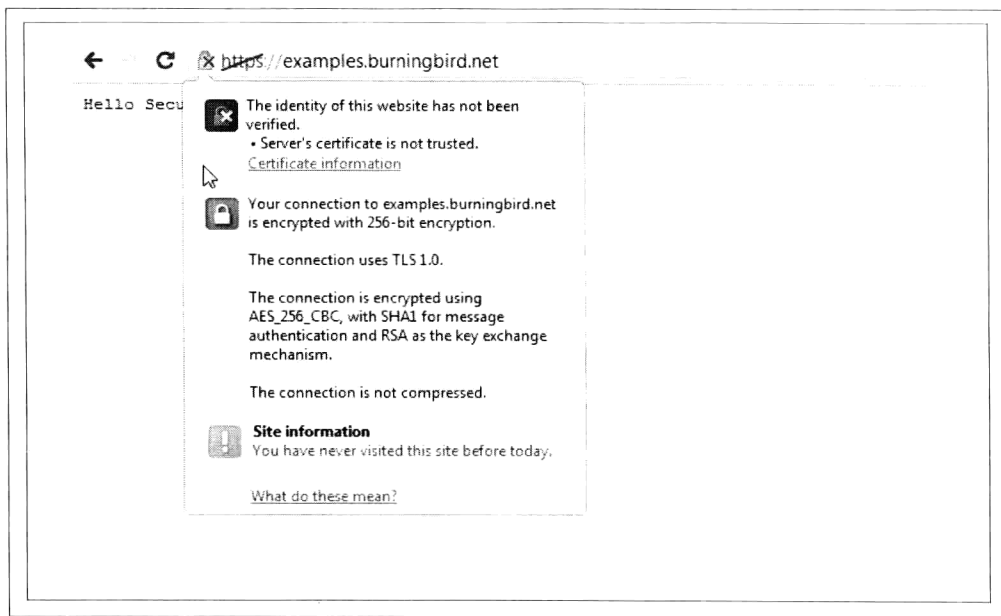 https://examples.burningbird.net
Hello Secu
The identity of this website has not been
verified.
• Server's certificate is not trusted.
Certificate information
Your connection to examples.burningbird.net
is encrypted with 256-bit encryption.
The connection uses TLS 1.0.
The connection is encrypted using
AES_256_CBC, with SHA1 for message
authentication and RSA as the key exchange
mechanism.
The connection is not compressed.
Site information
You have never visited this site before today.
What do these mean?